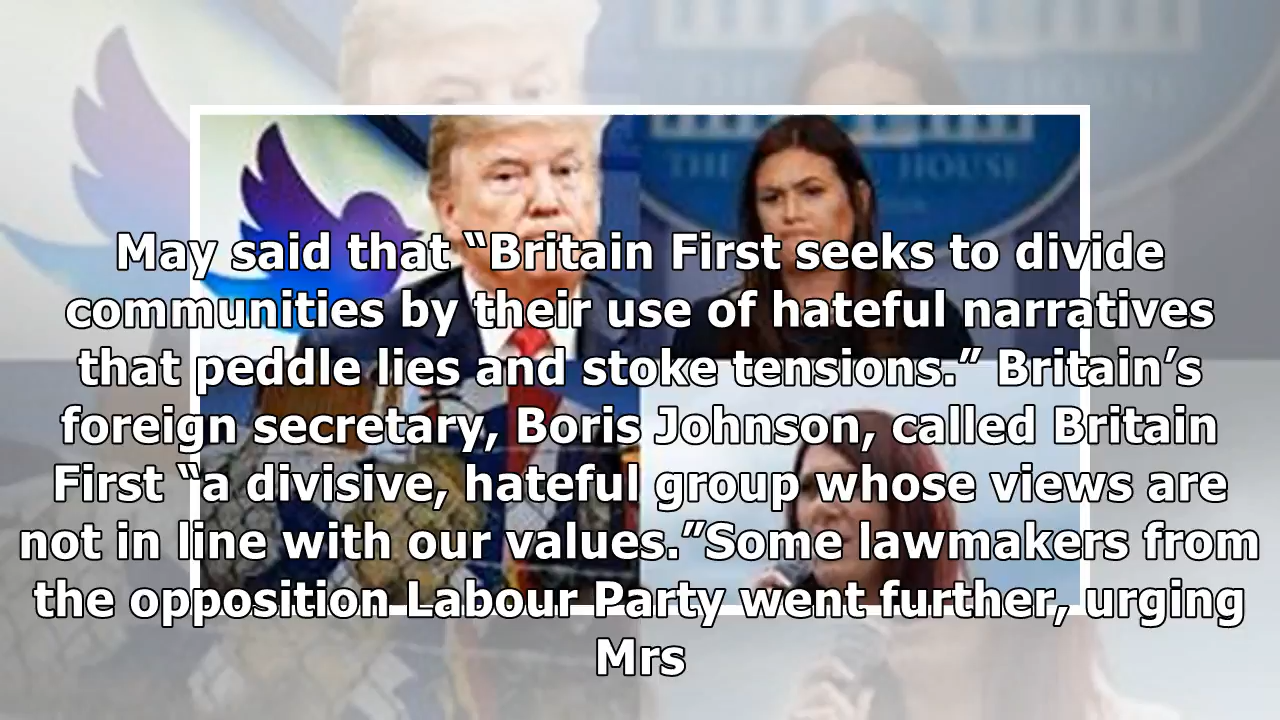 THE HOUSE
May said that “Britain First seeks to divide
communities by their use of hateful narratives
that peddle lies and stoke tensions.” Britain’s
foreign secretary, Boris Johnson, called Britain
First “a divisive, hateful group whose views are
not in line with our values.”Some lawmakers from
the opposition Labour Party went further, urging
Mrs